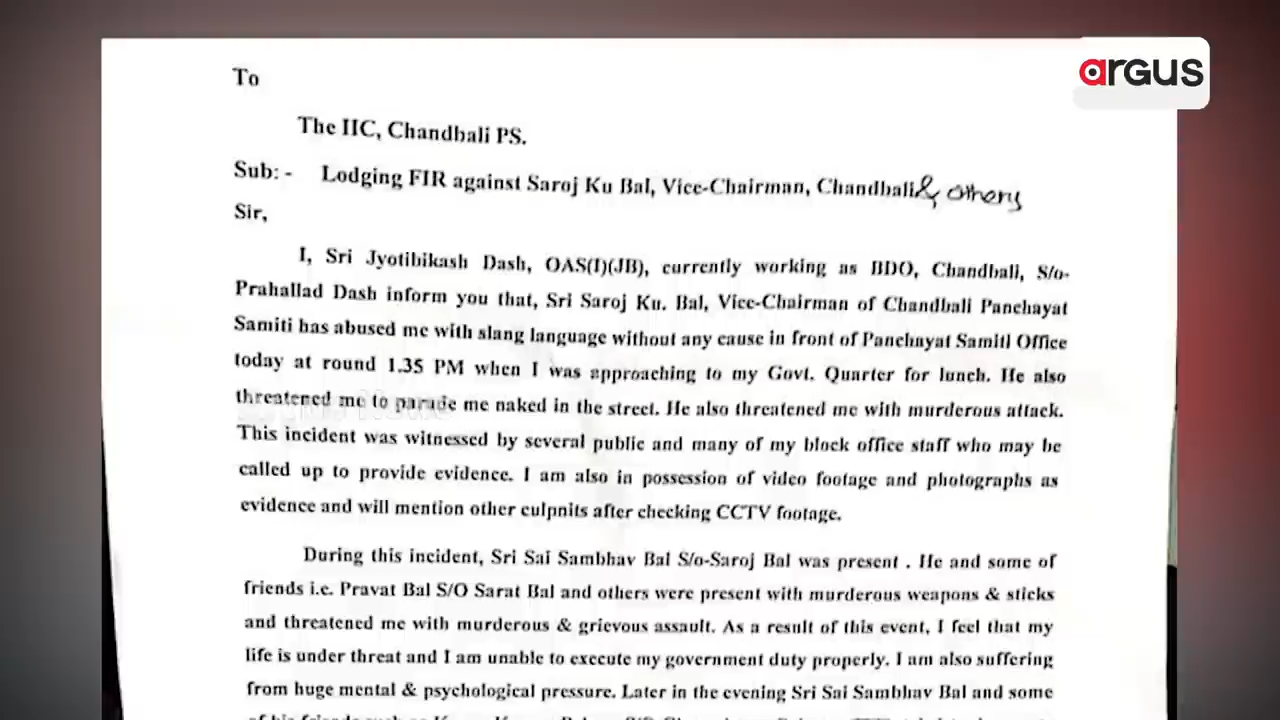 argus
To
The IIC, Chandbali PS.
Sub: - Lodging FIR against Saroj Ku Bal, Vice-Chairman, Chandbali & others
Sir,
I, Sri Jyotibikash Dash, OAS(I)(JB), currently working as BDO, Chandbali, S/o-
Prahallad Dash inform you that, Sri Saroj Ku. Bal, Vice-Chairman of Chandbali Panchayat
Samiti has abused me with slang language without any cause in front of Panchayat Samiti Office
today at round 1.35 PM when I was approaching to my Govt. Quarter for lunch. He also
threatened me to parade me naked in the street. He also threatened me with murderous attack.
This incident was witnessed by several public and many of my block office staff who may be
called up to provide evidence. I am also in possession of video footage and photographs as
evidence and will mention other culpnits after checking CCTV footage.
During this incident, Sri Sai Sambhav Bal S/o-Saroj Bal was present . He and some of
friends i.e. Pravat Bal S/O Sarat Bal and others were present with murderous weapons & sticks
and threatened me with murderous & grievous assault. As a result of this event, I feel that my
life is under threat and I am unable to execute my government duty properly. I am also suffering
from huge mental & psychological pressure. Later in the evening Sri Sai Sambhav Bal and some